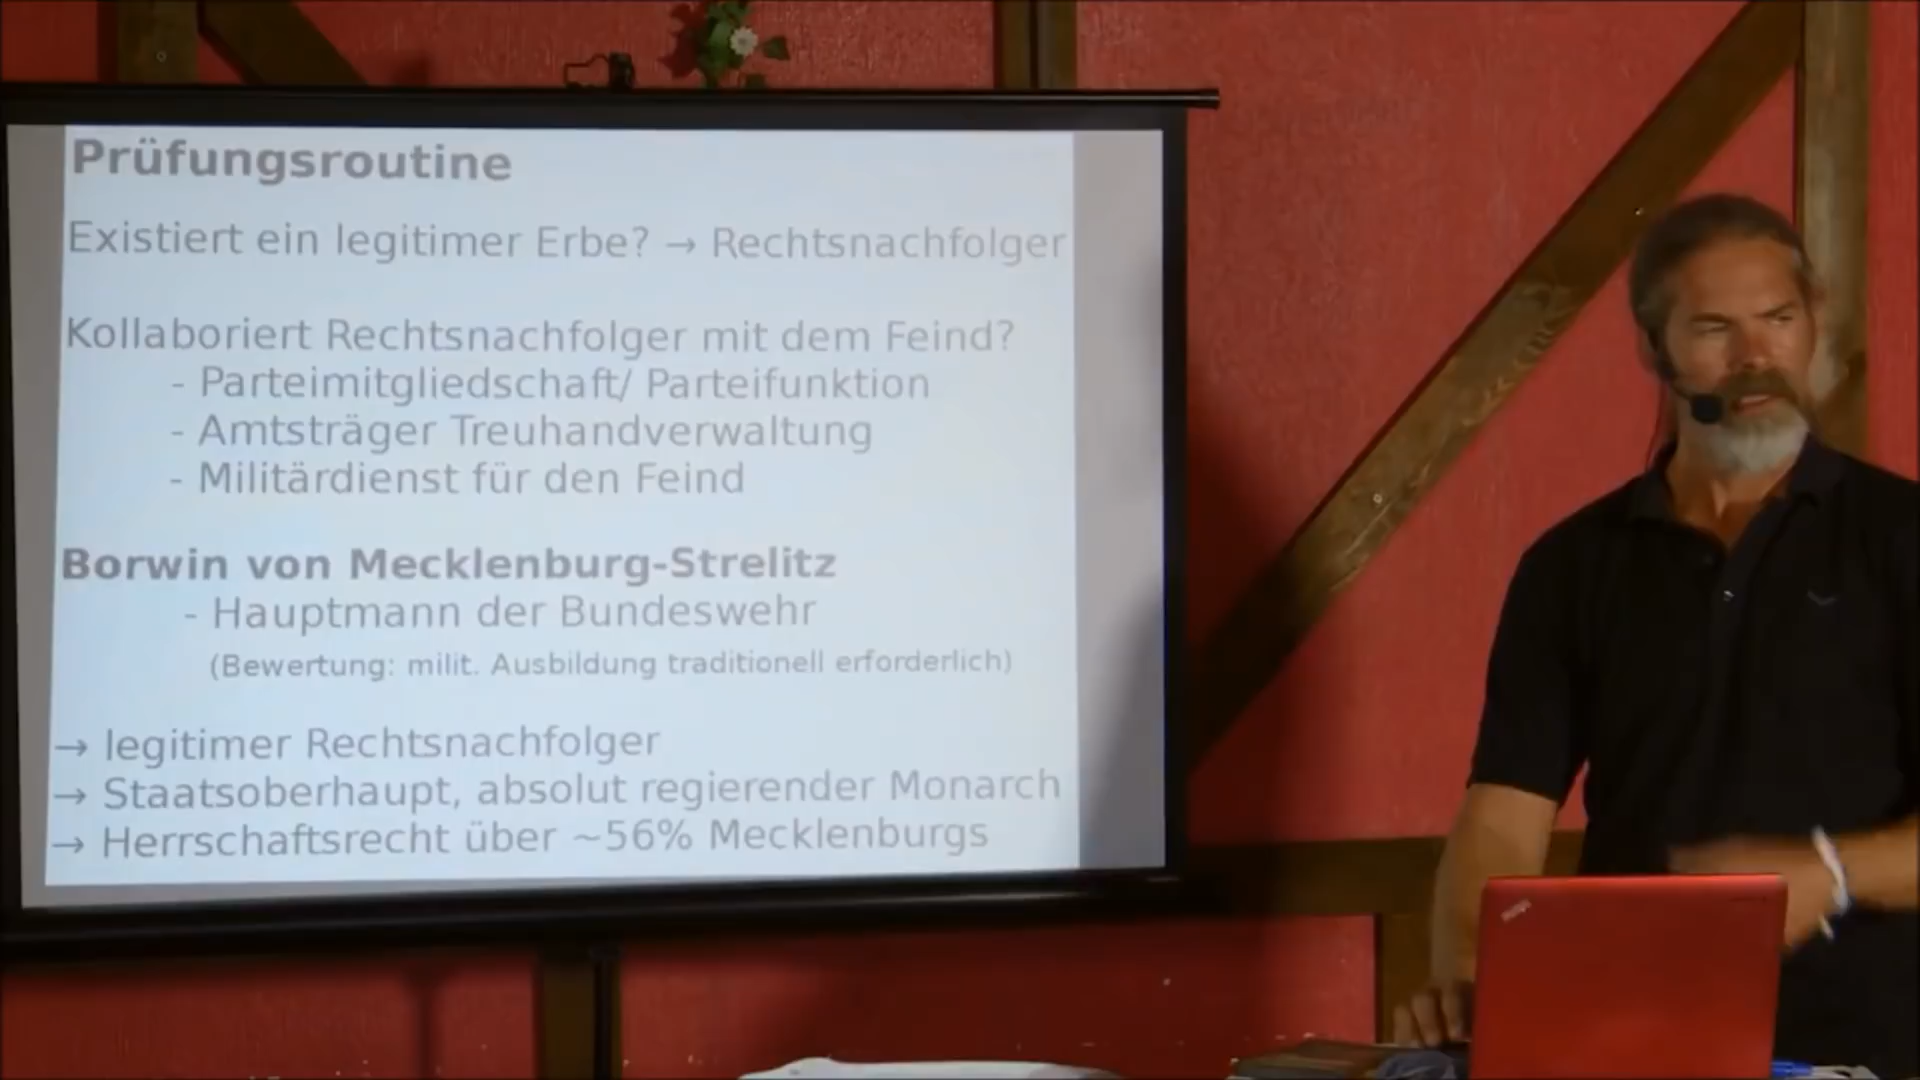 Prüfungsroutine
Existiert ein legitimer Erbe? → Rechtsnachfolger
Kollaboriert Rechtsnachfolger mit dem Feind?
- Parteimitgliedschaft/ Parteifunktion
- Amtsträger Treuhandverwaltung
- Militärdienst für den Feind
Borwin von Mecklenburg-Strelitz
- Hauptmann der Bundeswehr
(Bewertung: milit. Ausbildung traditionell erforderlich)
→ legitimer Rechtsnachfolger
→ Staatsoberhaupt, absolut regierender Monarch
→ Herrschaftsrecht über ~56% Mecklenburgs